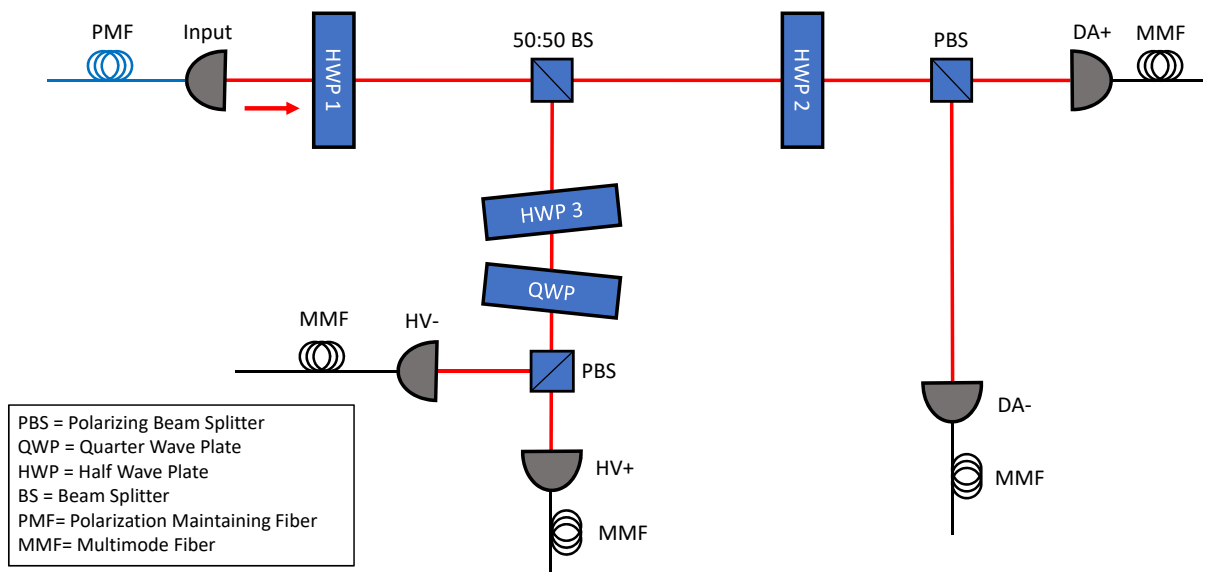 PMF
Input
HWP 1
50:50 BS
HWP 2
PBS
DA+
MMF
HWP 3
QWP
MMF
HV-
PBS
DA-
MMF
HV+
MMF
PBS = Polarizing Beam Splitter
QWP = Quarter Wave Plate
HWP = Half Wave Plate
BS = Beam Splitter
PMF= Polarization Maintaining Fiber
MMF= Multimode Fiber